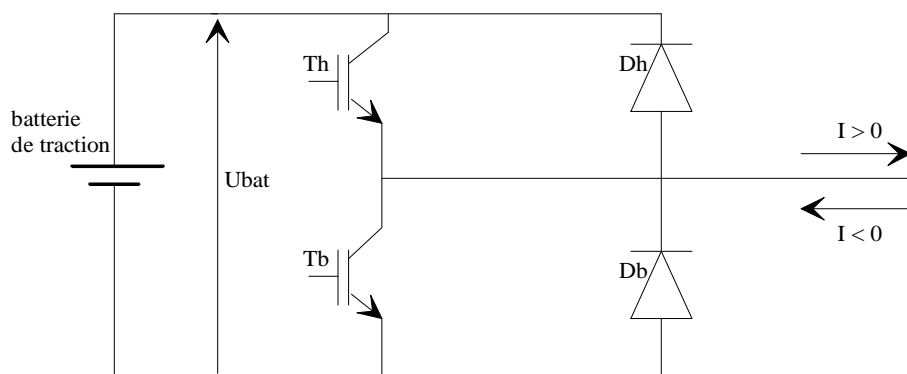 Th
Dh
batterie
de traction
I > 0
Ubat
I < 0
Tb
Db